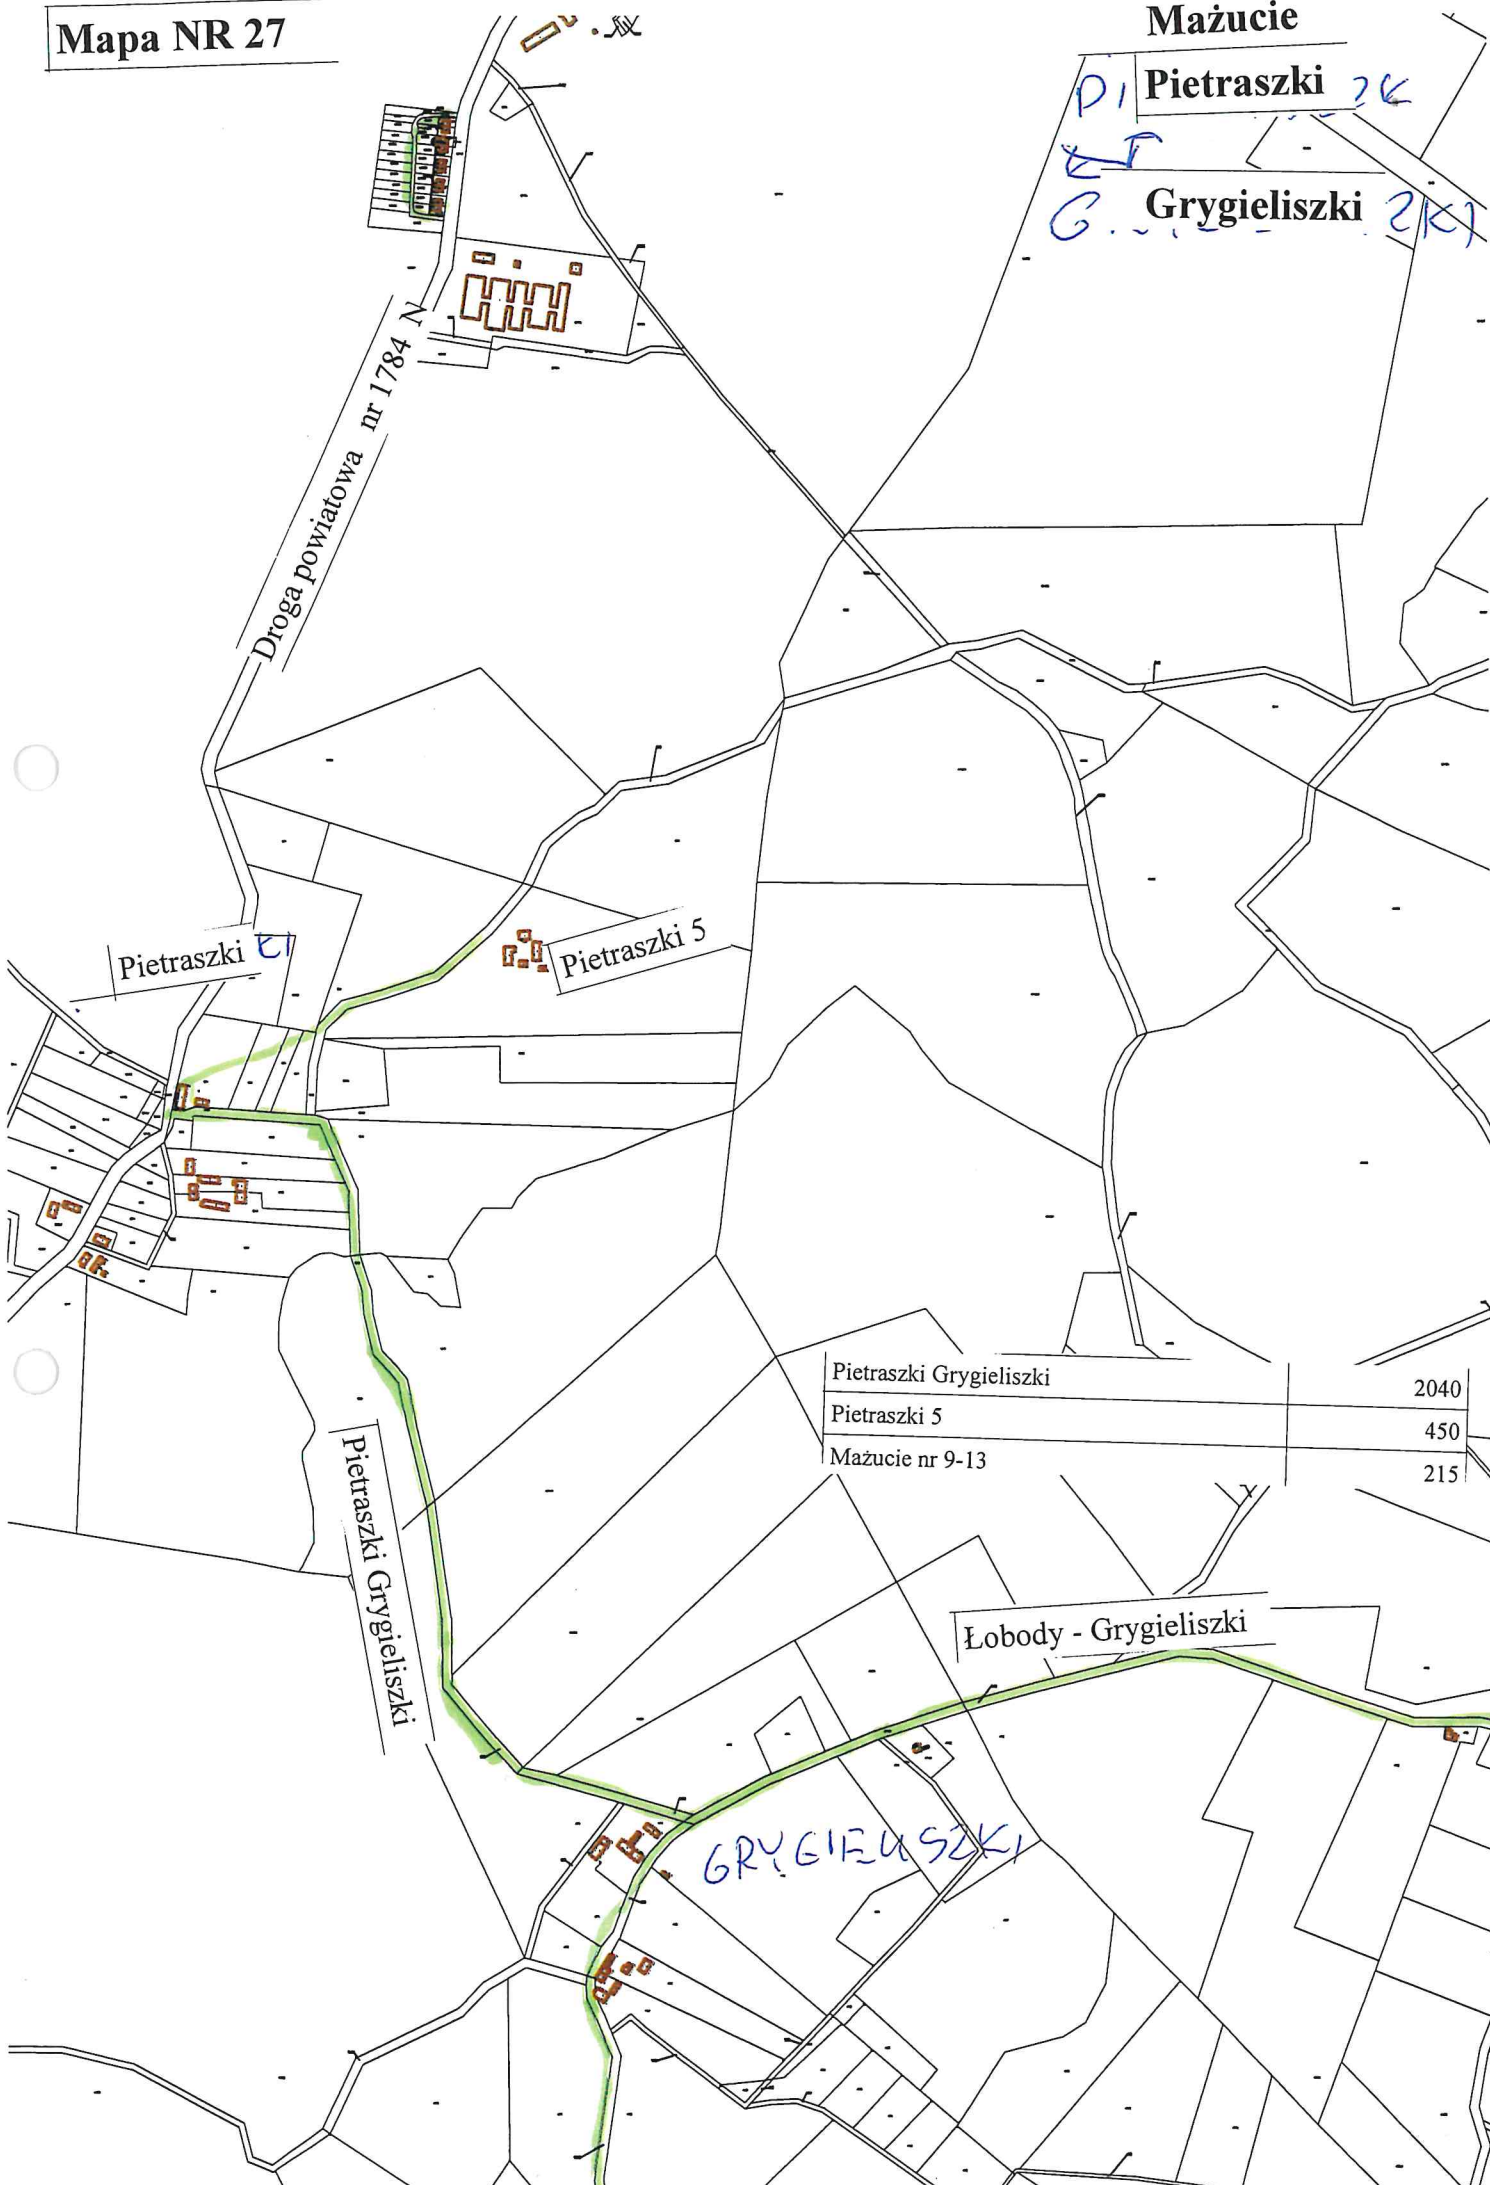 Mapa NR 27
Mażucie
Pietraszki
Grygieliszki
Droga powiatowa nr 1784 N
Pietraszki
Pietraszki 5
Pietraszki Grygieliszki 2040
Pietraszki 5 450
Mażucie nr 9-13 215
Pietraszki Grygieliszki
Łobody - Grygieliszki
GRYGIELISZKI